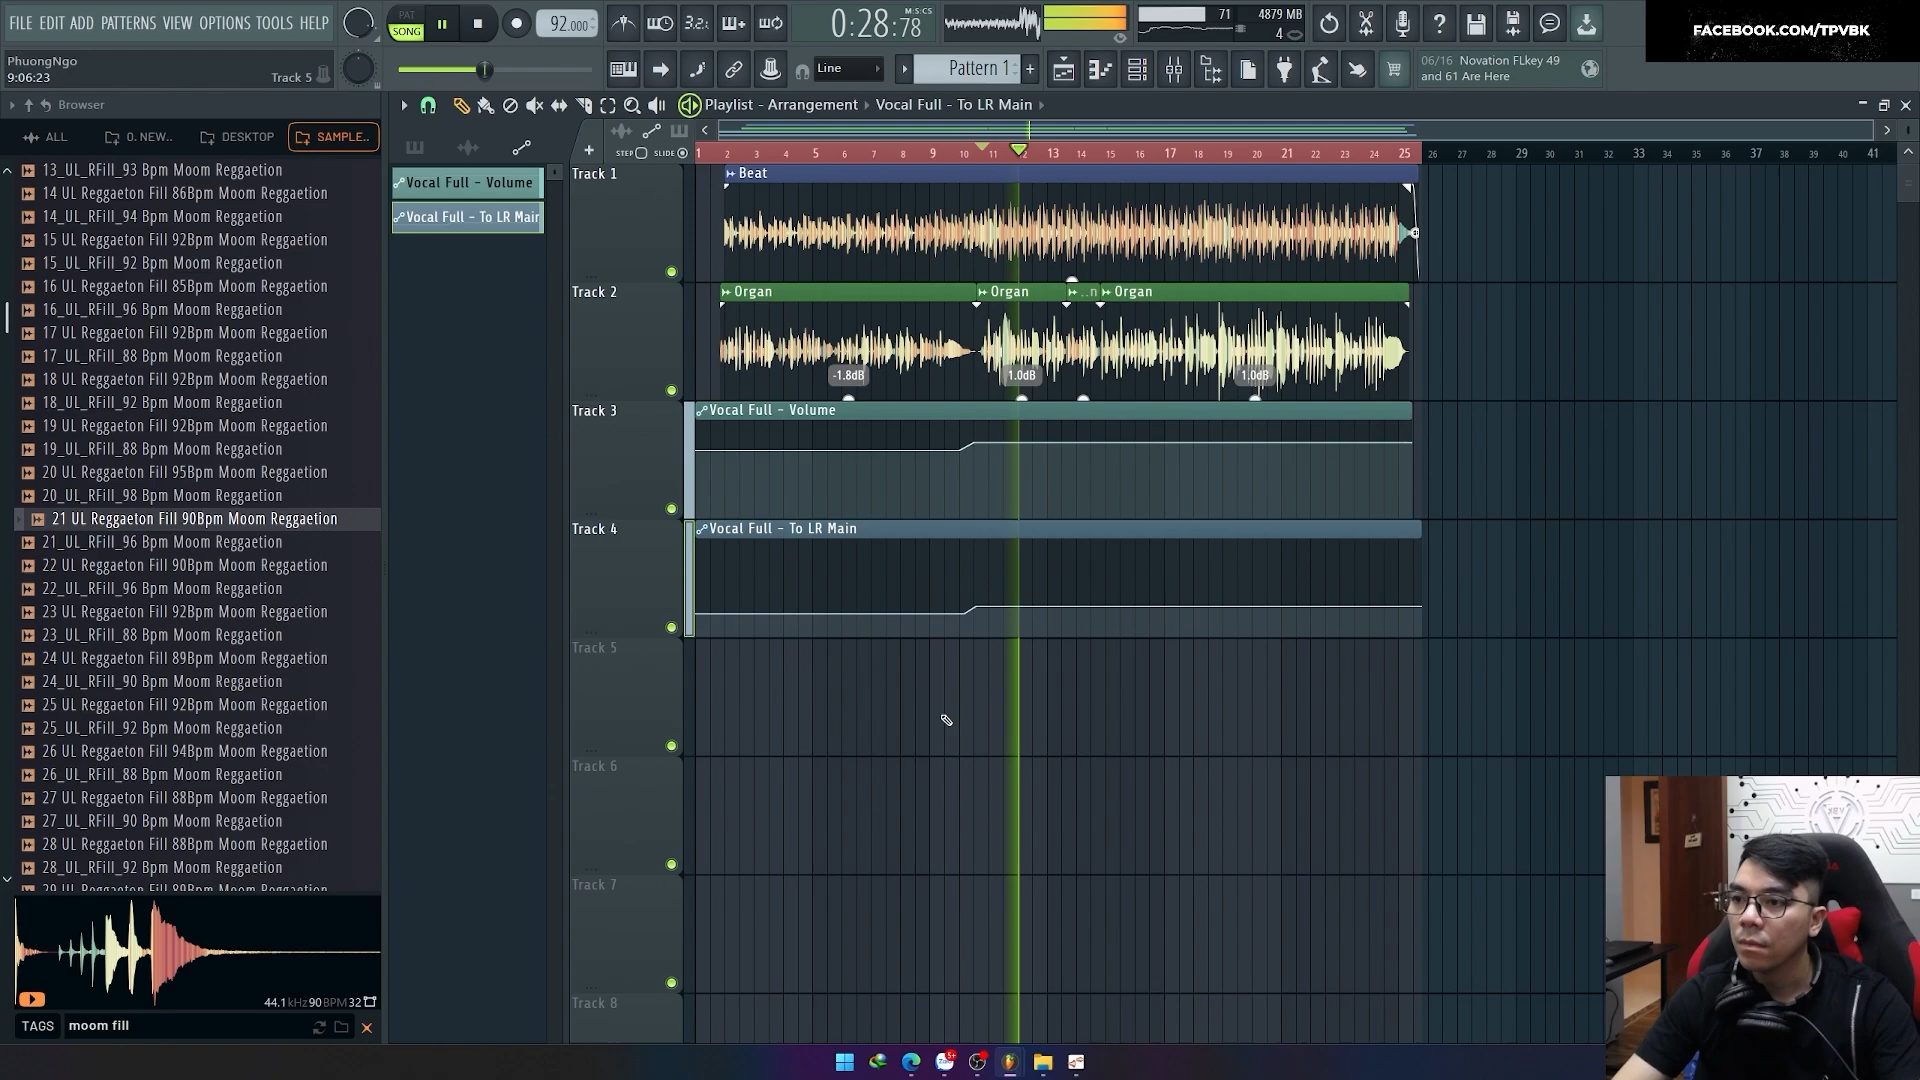 FILE EDIT ADD PATTERNS VIEW OPTIONS TOOLS HELP
PAT
SONG
92.000
3.2:
0:28:78
M:S:CS
71
4879 MB
4
FACEBOOK.COM/TPVBK
PhuongNgo
9:06:23
Track 5
Line
Pattern 1
06/16 Novation FLkey 49
and 61 Are Here
Browser
Playlist - Arrangement
Vocal Full - To LR Main
ALL
0. NEW..
DESKTOP
SAMPLE..
STEP
SLIDE
1 2 3 4 5 6 7 8 9 10 11 12 13 14 15 16 17 18 19 20 21 22 23 24 25 26 27 28 29 30 31 32 33 34 35 36 37 38 39 40 41
13_UL_RFill_93 Bpm Moom Reggaetion
14 UL Reggaeton Fill 86Bpm Moom Reggaetion
14_UL_RFill_94 Bpm Moom Reggaetion
15 UL Reggaeton Fill 92Bpm Moom Reggaetion
15_UL_RFill_92 Bpm Moom Reggaetion
16 UL Reggaeton Fill 85Bpm Moom Reggaetion
16_UL_RFill_96 Bpm Moom Reggaetion
17 UL Reggaeton Fill 92Bpm Moom Reggaetion
17_UL_RFill_88 Bpm Moom Reggaetion
18 UL Reggaeton Fill 92Bpm Moom Reggaetion
18_UL_RFill_92 Bpm Moom Reggaetion
19 UL Reggaeton Fill 92Bpm Moom Reggaetion
19_UL_RFill_88 Bpm Moom Reggaetion
20 UL Reggaeton Fill 95Bpm Moom Reggaetion
20_UL_RFill_98 Bpm Moom Reggaetion
21 UL Reggaeton Fill 90Bpm Moom Reggaetion
21_UL_RFill_96 Bpm Moom Reggaetion
22 UL Reggaeton Fill 90Bpm Moom Reggaetion
22_UL_RFill_96 Bpm Moom Reggaetion
23 UL Reggaeton Fill 92Bpm Moom Reggaetion
23_UL_RFill_88 Bpm Moom Reggaetion
24 UL Reggaeton Fill 89Bpm Moom Reggaetion
24_UL_RFill_90 Bpm Moom Reggaetion
25 UL Reggaeton Fill 92Bpm Moom Reggaetion
25_UL_RFill_92 Bpm Moom Reggaetion
26 UL Reggaeton Fill 94Bpm Moom Reggaetion
26_UL_RFill_88 Bpm Moom Reggaetion
27 UL Reggaeton Fill 88Bpm Moom Reggaetion
27_UL_RFill_90 Bpm Moom Reggaetion
28 UL Reggaeton Fill 88Bpm Moom Reggaetion
28_UL_RFill_92 Bpm Moom Reggaetion
29 UL Reggaeton Fill 89Bpm Moom Reggaetion
44.1kHz 90BPM 32
TAGS
moom fill
Vocal Full - Volume
Vocal Full - To LR Main
Track 1
Beat
Track 2
Organ
Organ
..n
Organ
-1.8dB
1.0dB
1.0dB
Track 3
Vocal Full - Volume
Track 4
Vocal Full - To LR Main
Track 5
Track 6
Track 7
Track 8
Zalo
5+